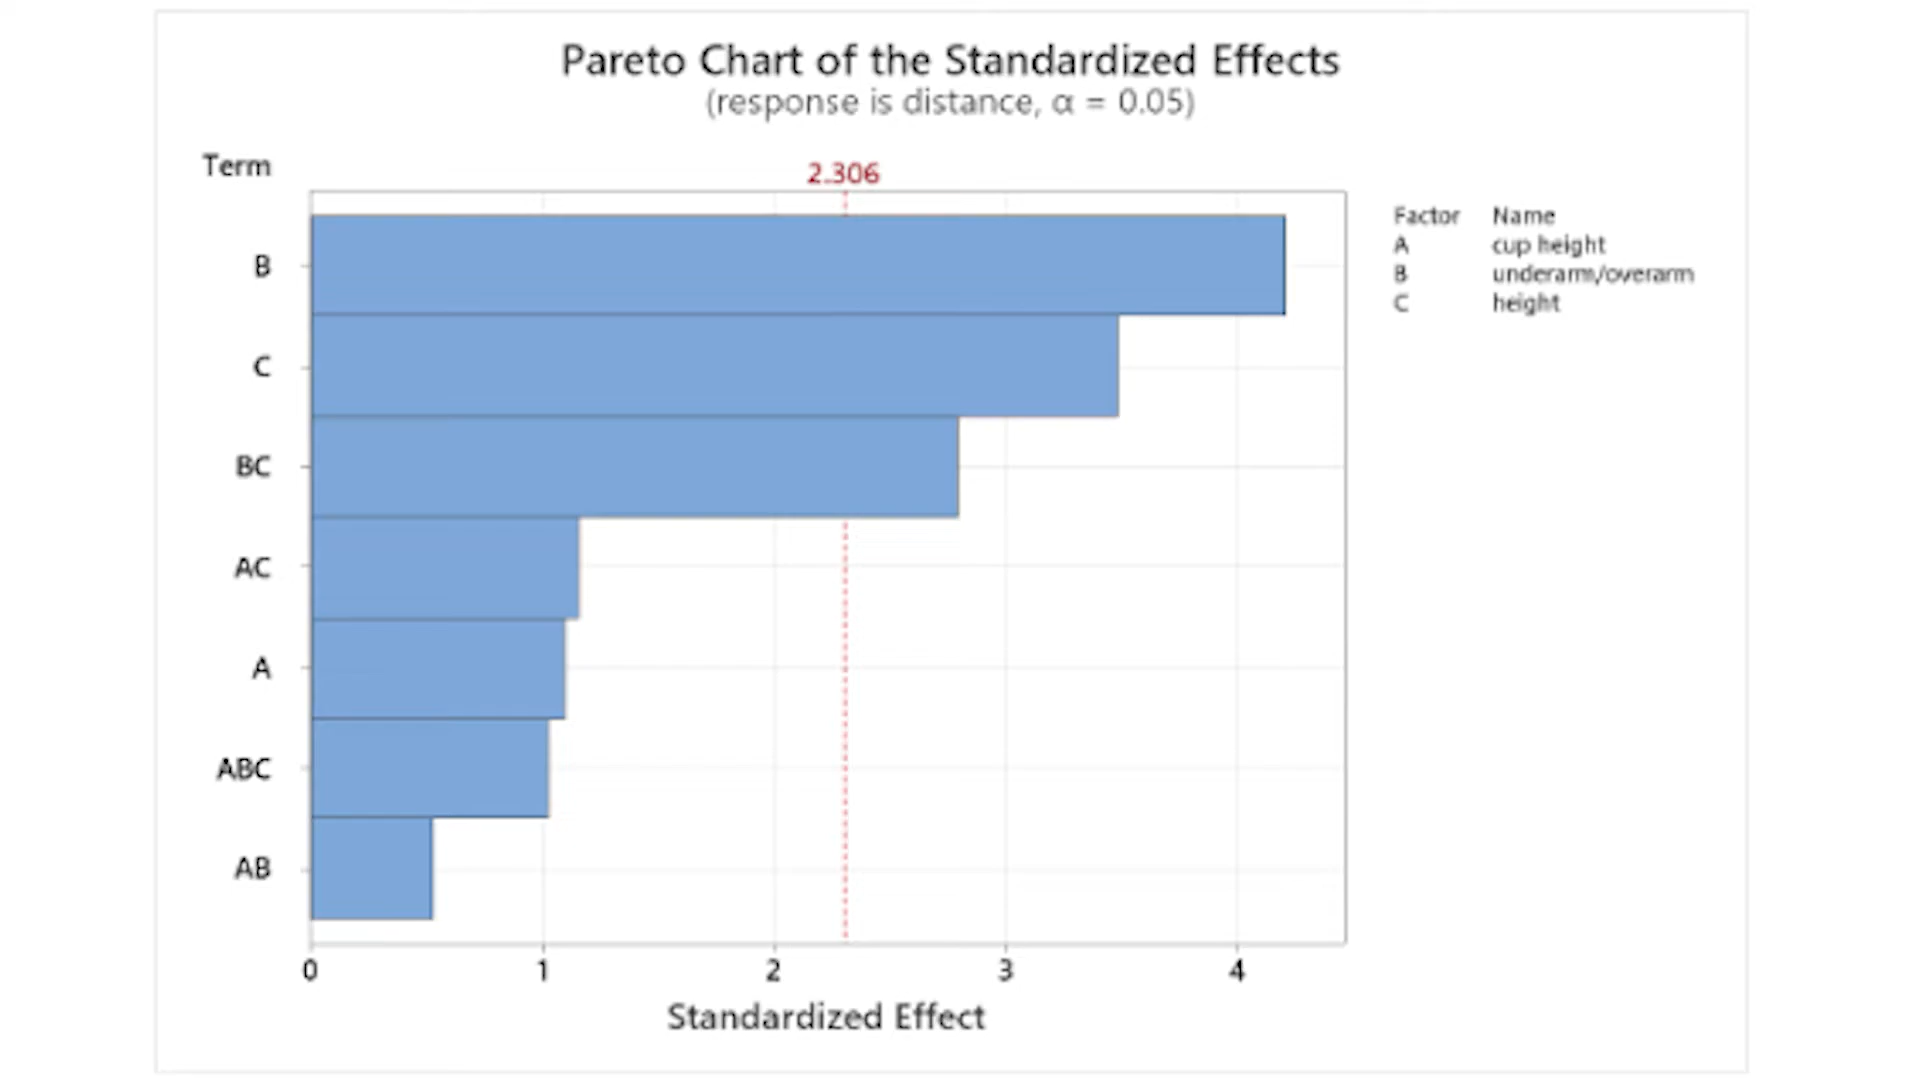 Pareto Chart of the Standardized Effects
(response is distance, α = 0.05)
Term
2.306
Factor Name
A cup height
B underarm/overarm
C height
B
C
BC
AC
A
ABC
AB
0 1 2 3 4
Standardized Effect